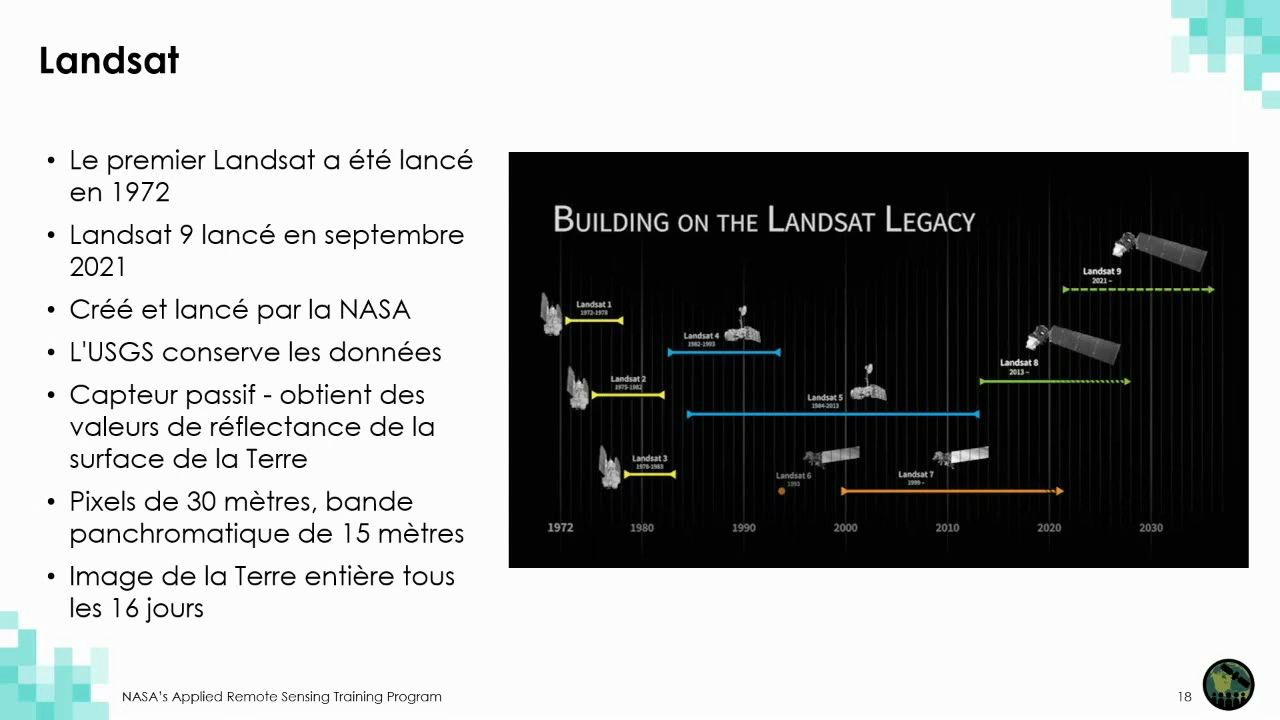 Landsat
• Le premier Landsat a été lancé
en 1972
• Landsat 9 lancé en septembre
2021
• Créé et lancé par la NASA
• L'USGS conserve les données
• Capteur passif - obtient des
valeurs de réflectance de la
surface de la Terre
• Pixels de 30 mètres, bande
panchromatique de 15 mètres
• Image de la Terre entière tous
les 16 jours
BUILDING ON THE LANDSAT LEGACY
Landsat 9
2021 –
Landsat 1
1972-1978
Landsat 4
1982-1993
Landsat 8
2013 –
Landsat 2
1975-1982
Landsat 5
1984-2013
Landsat 3
1978-1983
Landsat 6
1993
Landsat 7
1999 –
1972 1980 1990 2000 2010 2020 2030
NASA's Applied Remote Sensing Training Program
18